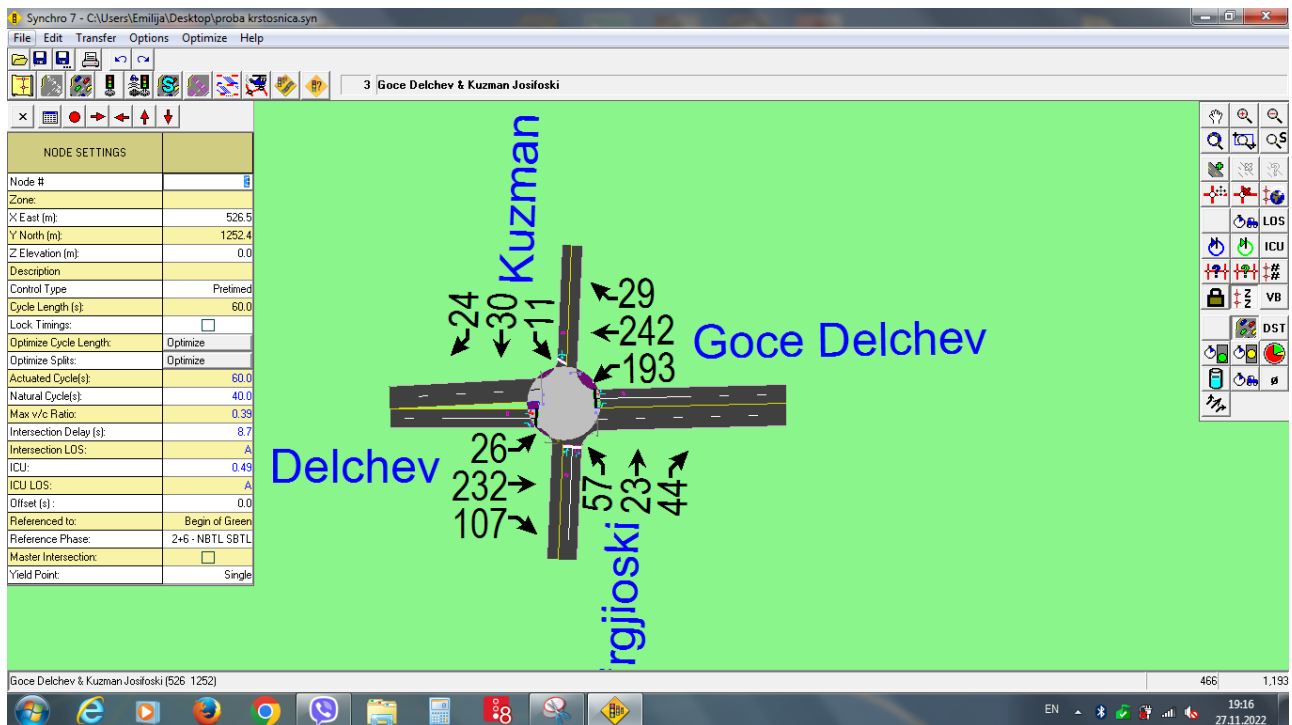 Synchro 7 - C:\Users\Emilija\Desktop\proba krstosnica.syn
File Edit Transfer Options Optimize Help
3 Goce Delchev & Kuzman Josifoski
NODE SETTINGS
Node #
Zone:
X East (m): 526.5
Y North (m): 1252.4
Z Elevation (m): 0.0
Description
Control Type Pretimed
Cycle Length (s): 60.0
Lock Timings:
Optimize Cycle Length: Optimize
Optimize Splits: Optimize
Actuated Cycle(s): 60.0
Natural Cycle(s): 40.0
Max v/c Ratio: 0.39
Intersection Delay (s): 8.7
Intersection LOS: A
ICU: 0.49
ICU LOS: A
Offset (s) : 0.0
Referenced to: Begin of Green
Reference Phase: 2+6 - NBTL SBTL
Master Intersection:
Yield Point: Single
Kuzman
24 30 11
29
242
193
Goce Delchev
Delchev
26
232
107
57 23 44
rgjioski
LOS
ICU
VB
DST
ø
Goce Delchev & Kuzman Josifoski (526 1252)
466 1,193
EN
19:16
27.11.2022